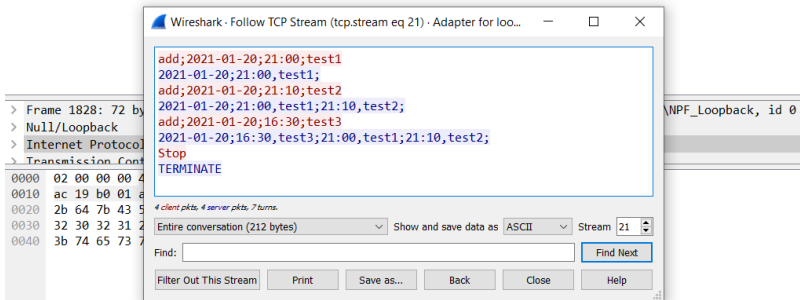 Wireshark · Follow TCP Stream (tcp.stream eq 21) · Adapter for loo...
add;2021-01-20;21:00;test1
2021-01-20;21:00,test1;
add;2021-01-20;21:10;test2
2021-01-20;21:00,test1;21:10,test2;
add;2021-01-20;16:30;test3
2021-01-20;16:30,test3;21:00,test1;21:10,test2;
Stop
TERMINATE
4 client pkts, 4 server pkts, 7 turns.
Entire conversation (212 bytes) Show and save data as ASCII Stream 21
Find: Find Next
Filter Out This Stream Print Save as... Back Close Help
Frame 1828: 72 by \NPF_Loopback, id 0
Null/Loopback
Internet Protocol
Transmission Cont
0000 02 00 00 00 4
0010 ac 19 b0 01 a
0020 2b 64 7b 43 5
0030 32 30 32 31 2
0040 3b 74 65 73 7